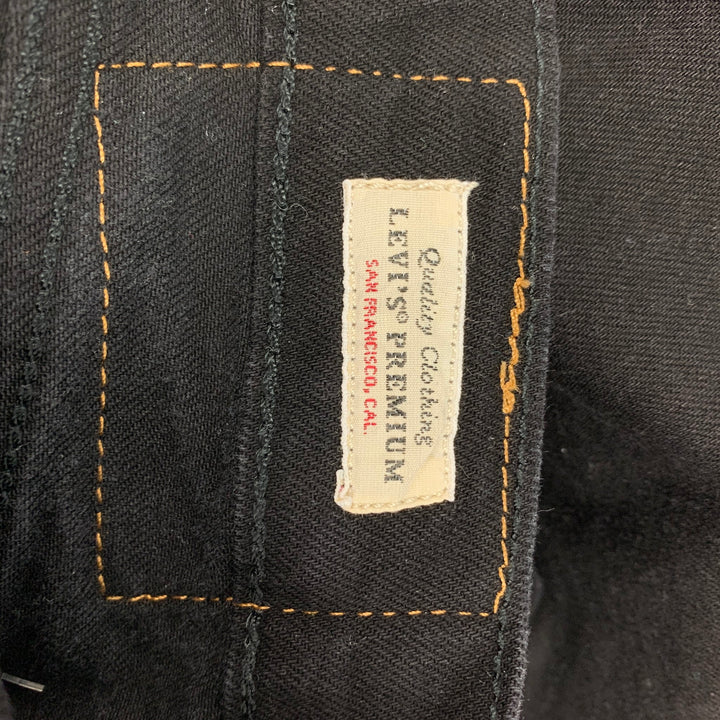 Quality Clothing
LEVI'S® PREMIUM
SAN FRANCISCO, CAL.